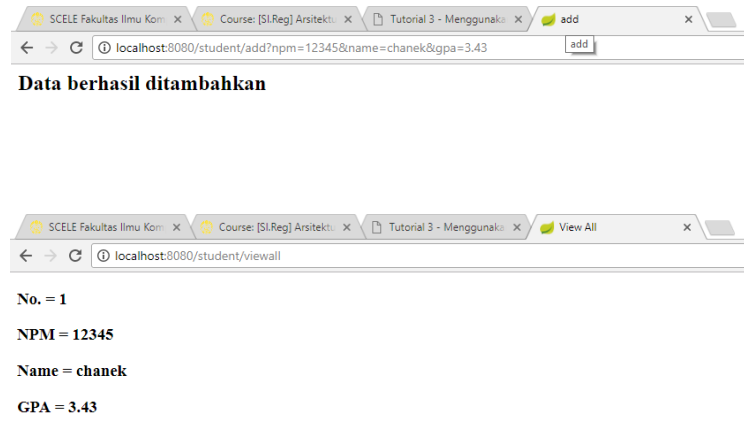 SCELE Fakultas Ilmu Kom
Course: [SI.Reg] Arsitektu
Tutorial 3 - Menggunaka
add
localhost:8080/student/add?npm=12345&name=chanek&gpa=3.43
add
Data berhasil ditambahkan
SCELE Fakultas Ilmu Kom
Course: [SI.Reg] Arsitektu
Tutorial 3 - Menggunaka
View All
localhost:8080/student/viewall
No. = 1
NPM = 12345
Name = chanek
GPA = 3.43